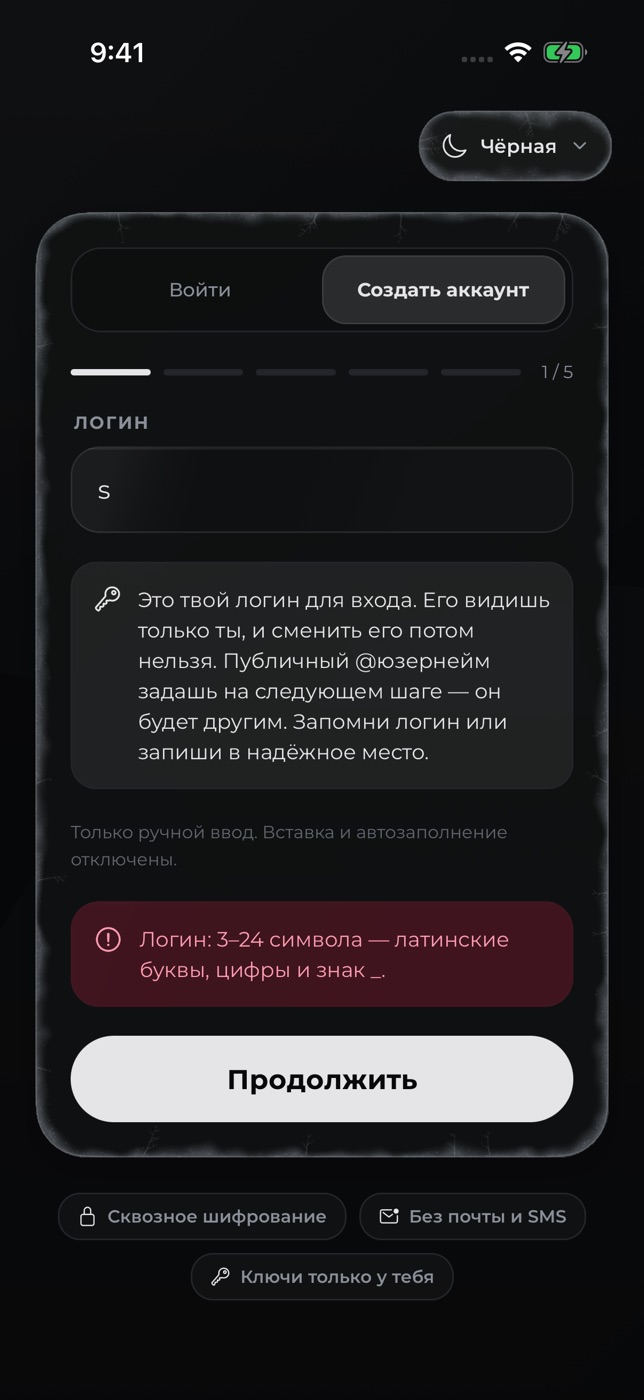 9:41
Чёрная
Войти
Создать аккаунт
1 / 5
ЛОГИН
s
Это твой логин для входа. Его видишь
только ты, и сменить его потом
нельзя. Публичный @юзернейм
задашь на следующем шаге — он
будет другим. Запомни логин или
запиши в надёжное место.
Только ручной ввод. Вставка и автозаполнение
отключены.
Логин: 3–24 символа — латинские
буквы, цифры и знак _.
Продолжить
Сквозное шифрование
Без почты и SMS
Ключи только у тебя